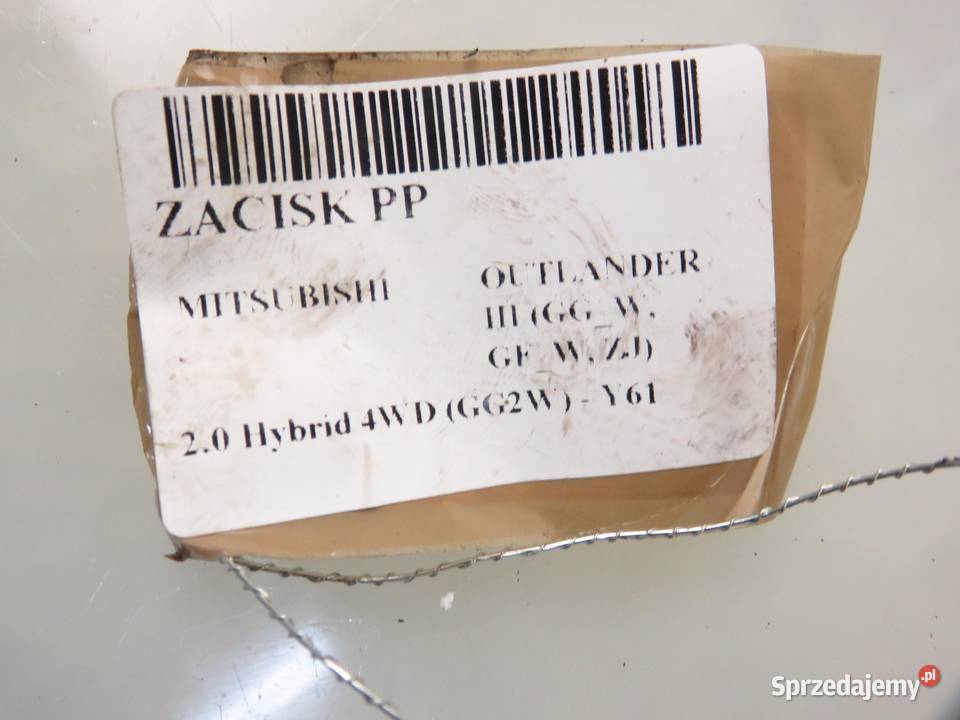 ZACISK PP
MITSUBISHI
OUTLANDER
III (GG_W,
GF_W, ZJ)
-
2.0 Hybrid 4WD (GG2W) - Y61
Sprzedajemy.pl